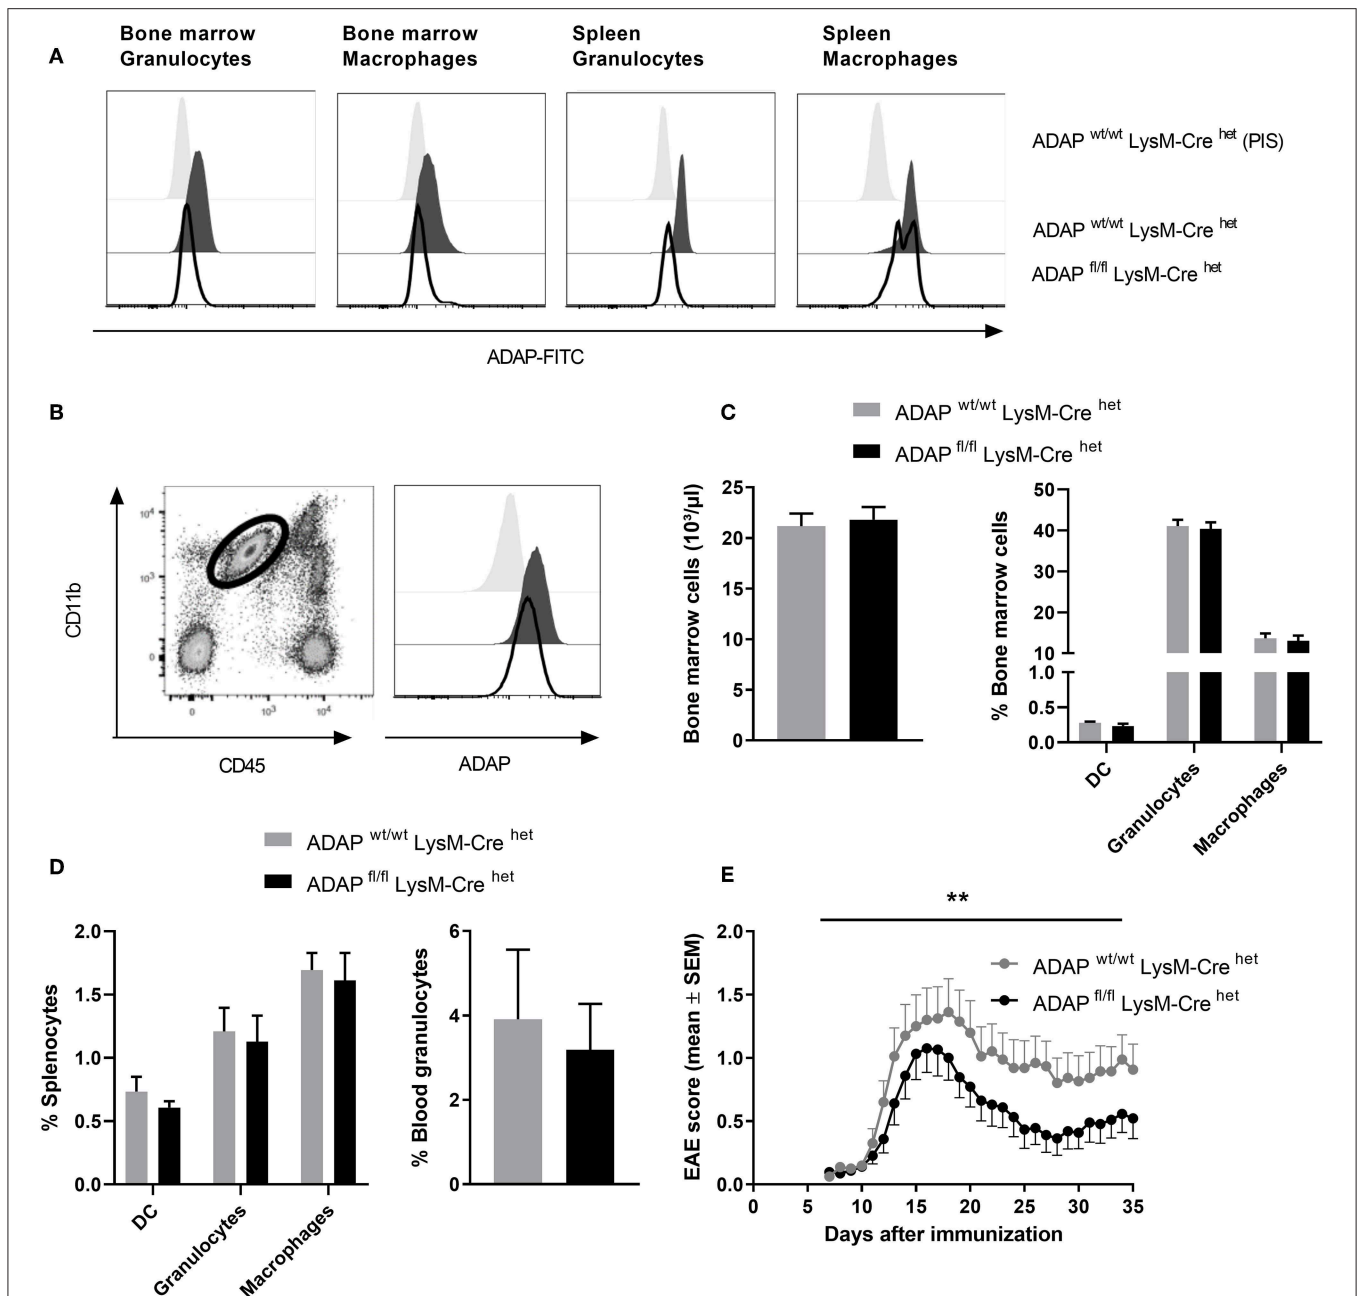 A
Bone marrow
Granulocytes
Bone marrow
Macrophages
Spleen
Granulocytes
Spleen
Macrophages
ADAP wt/wt LysM-Cre het (PIS)
ADAP wt/wt LysM-Cre het
ADAP fl/fl LysM-Cre het
ADAP-FITC
B
CD11b
10⁴
10³
0
0
10³
10⁴
CD45
ADAP
C
ADAP wt/wt LysM-Cre het
ADAP fl/fl LysM-Cre het
Bone marrow cells (10³/µl)
25
20
15
10
5
0
% Bone marrow cells
50
40
30
20
10
1.0
0.5
0.0
DC
Granulocytes
Macrophages
D
ADAP wt/wt LysM-Cre het
ADAP fl/fl LysM-Cre het
% Splenocytes
2.0
1.5
1.0
0.5
0.0
DC
Granulocytes
Macrophages
% Blood granulocytes
6
4
2
0
E
**
EAE score (mean ± SEM)
2.0
1.5
1.0
0.5
0.0
ADAP wt/wt LysM-Cre het
ADAP fl/fl LysM-Cre het
0 5 10 15 20 25 30 35
Days after immunization